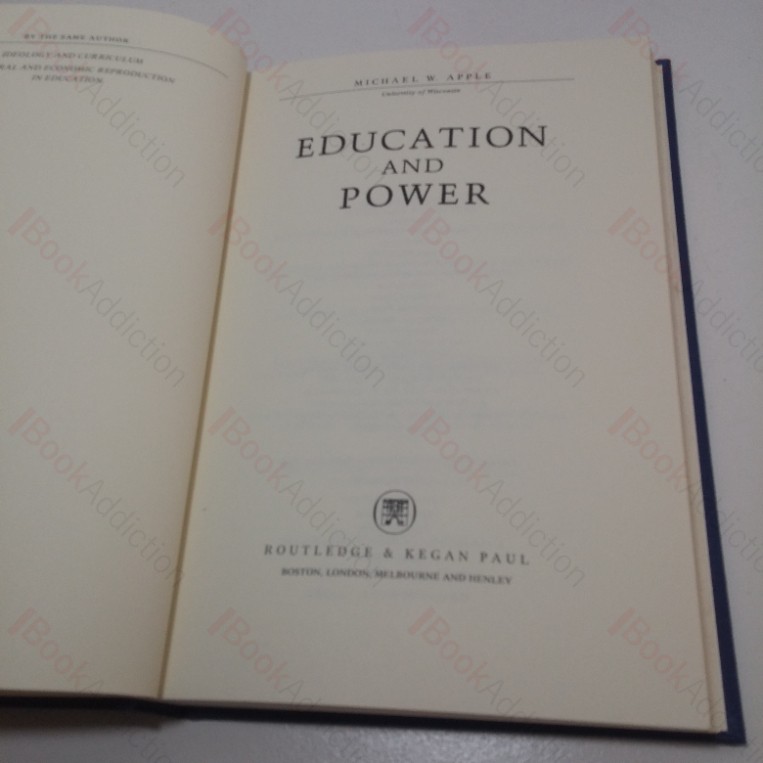 BY THE SAME AUTHOR
IDEOLOGY AND CURRICULUM
AND ECONOMIC REPRODUCTION
IN EDUCATION
MICHAEL W. APPLE
University of Wisconsin
EDUCATION
AND
POWER
ROUTLEDGE & KEGAN PAUL
BOSTON, LONDON, MELBOURNE AND HENLEY
BookAddiction